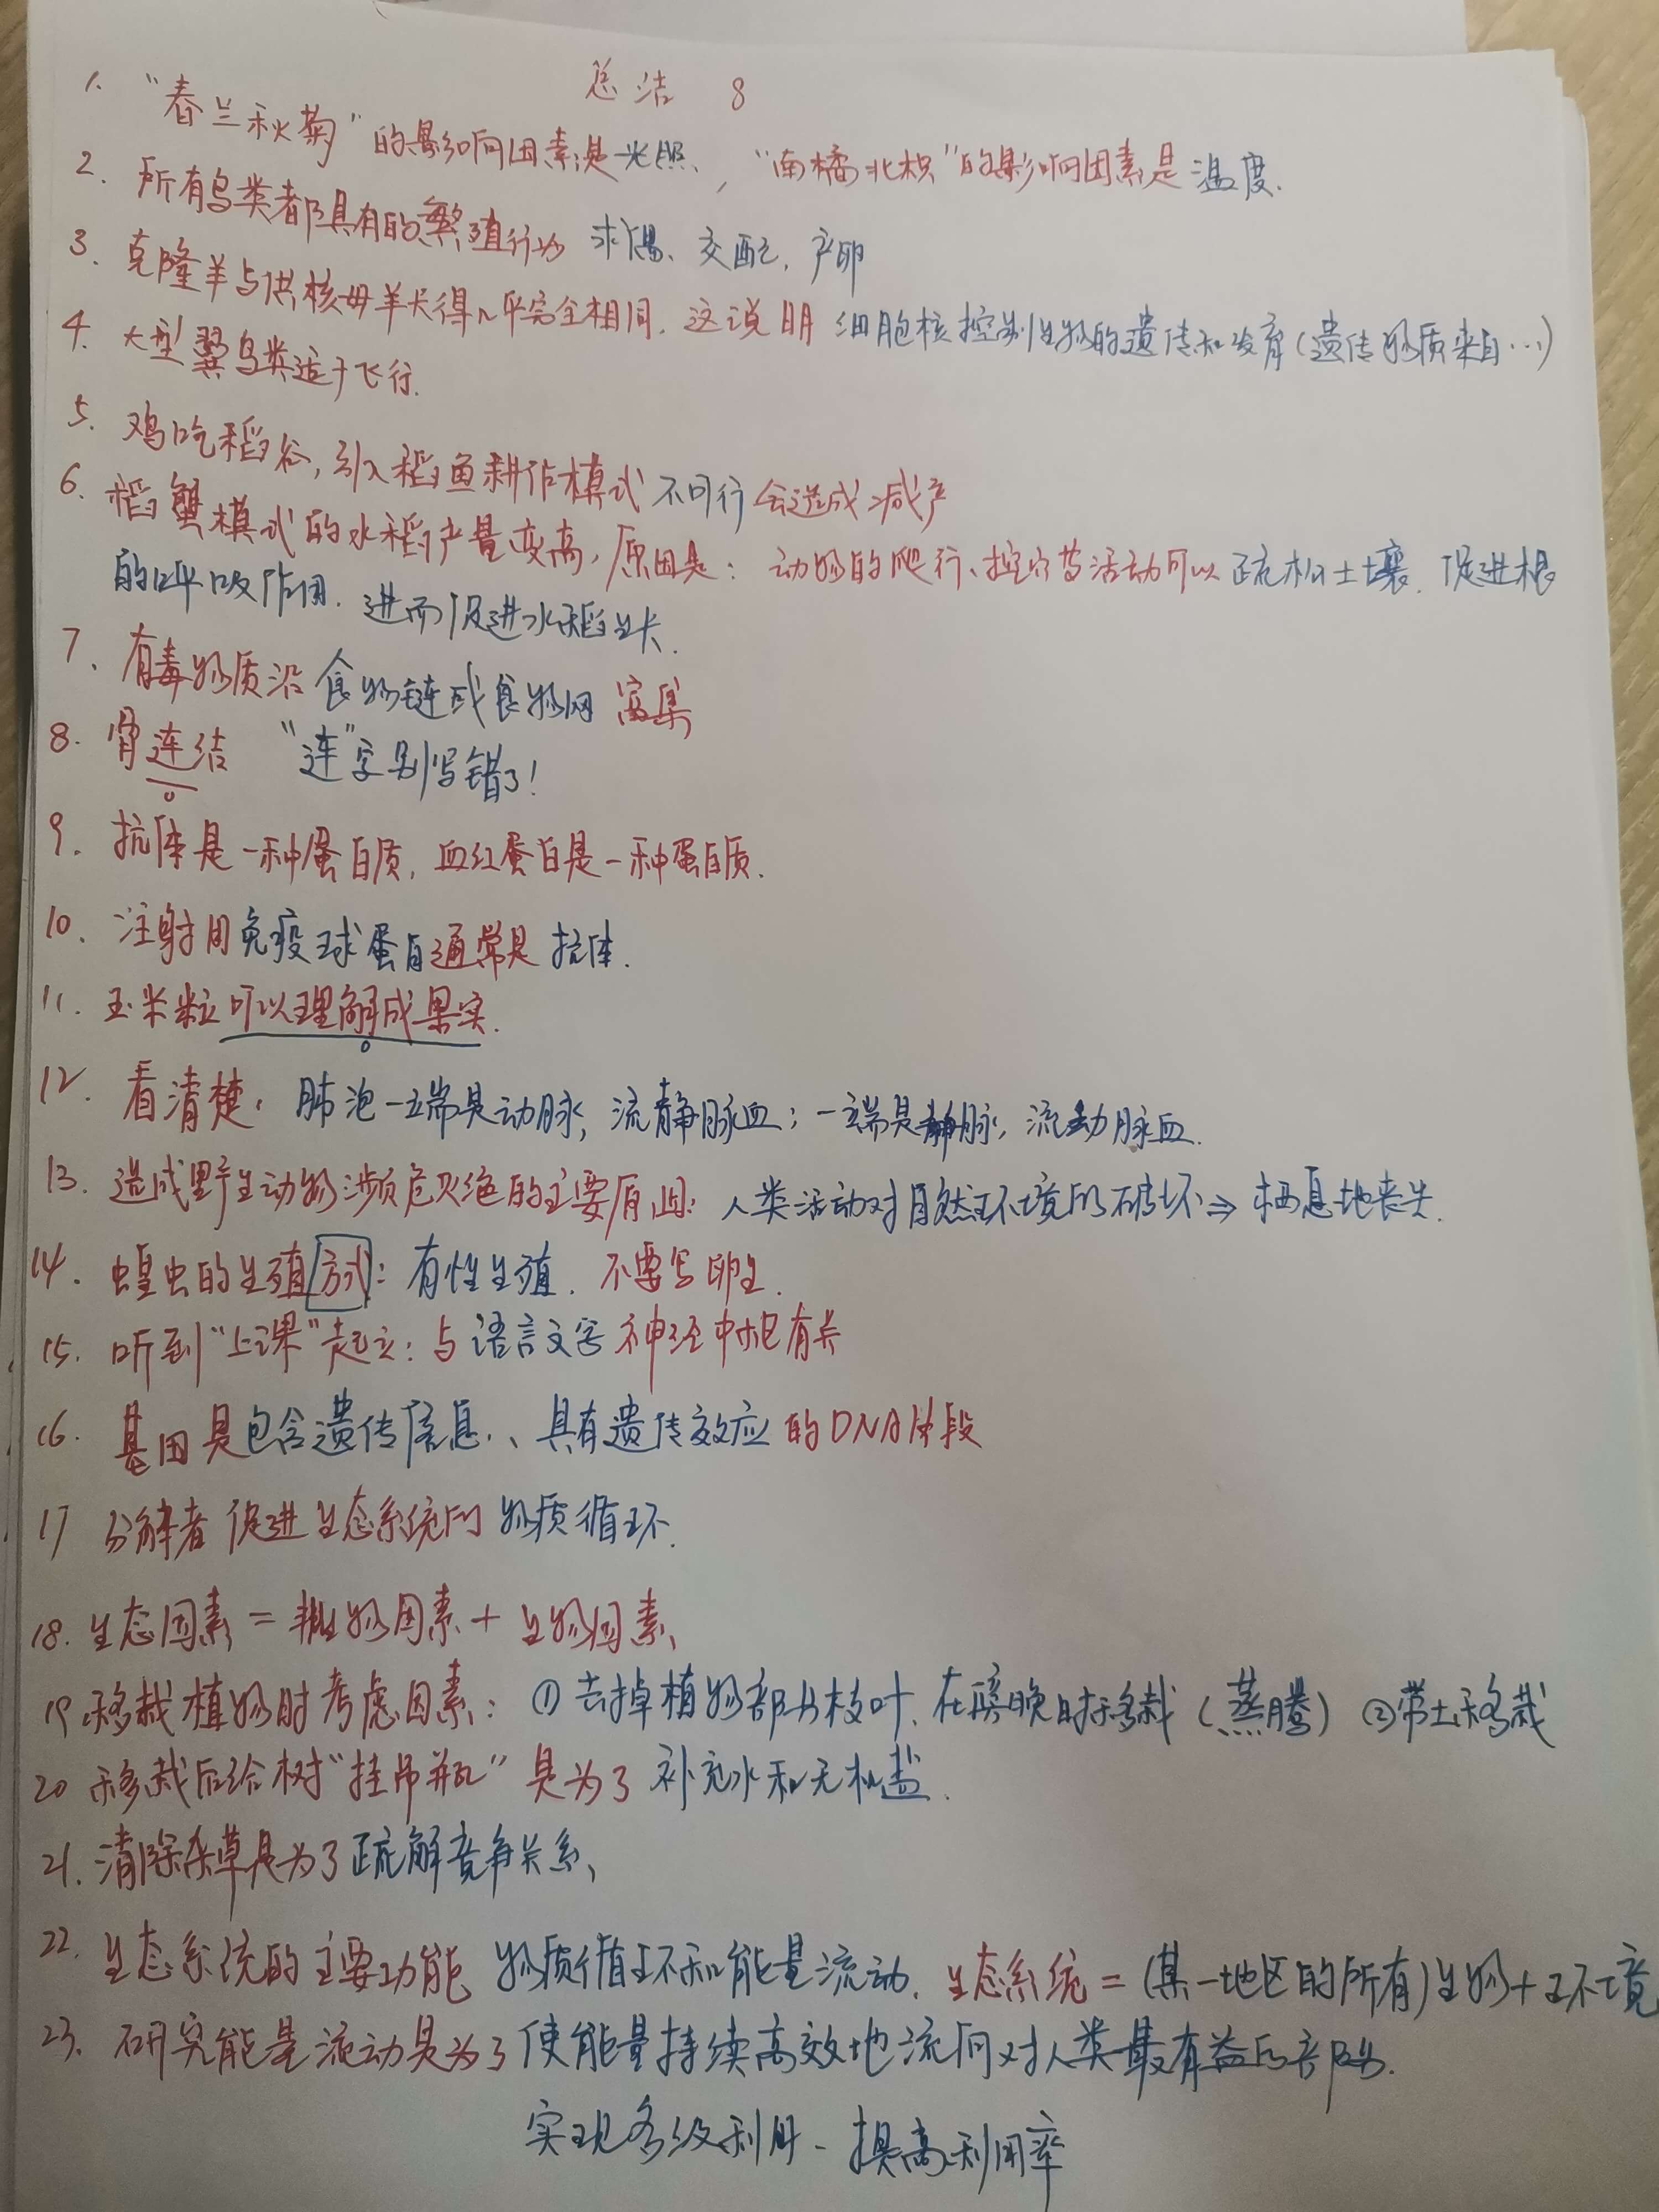 总结 8
1. “春兰秋菊”的影响因素是光照、，“南橘北枳”的影响因素是温度.
2. 所有鸟类都具有的繁殖行为 求偶、交配、产卵
3. 克隆羊与供核母羊长得几乎完全相同. 这说明 细胞核控制生物的遗传和发育(遗传物质来自…)
4. 大型翼鸟类适于飞行.
5. 鸡吃稻谷, 引入稻鱼耕作模式 不可行 会造成减产
6. 稻蟹模式的水稻产量变高, 原因是: 动物的爬行、挖穴等活动可以疏松土壤. 促进根
的呼吸作用. 进而促进水稻生长.
7. 有毒物质沿 食物链或食物网 富集
8. 骨连结 “连”字别写错了!
9. 抗体是一种蛋白质, 血红蛋白是一种蛋白质.
10. 注射用免疫球蛋白通常是 抗体.
11. 玉米粒可以理解成果实.
12. 看清楚, 肺泡一端是动脉, 流静脉血; 一端是静脉, 流动脉血.
13. 造成野生动物濒危灭绝的主要原因: 人类活动对自然环境的破坏⇒栖息地丧失.
14. 蝗虫的生殖方式: 有性生殖. 不要写卵生.
15. 听到“上课”起立: 与语言文字 神经中枢有关
16. 基因是包含遗传信息、具有遗传效应的DNA片段
17 分解者 促进生态系统的 物质循环.
18. 生态因素 = 非生物因素 + 生物因素
19 移栽植物时考虑因素: ①去掉植物部分枝叶、在傍晚时移栽 (蒸腾) ②带土移栽
20 移栽后给树“挂吊瓶” 是为了 补充水和无机盐.
21. 清除杂草是为了疏解竞争关系、
22. 生态系统的主要功能 物质循环和能量流动. 生态系统 = (某一地区的所有)生物+环境
23. 研究能量流动是为了使能量持续高效地流向对人类最有益的部分.
实现多级利用 - 提高利用率